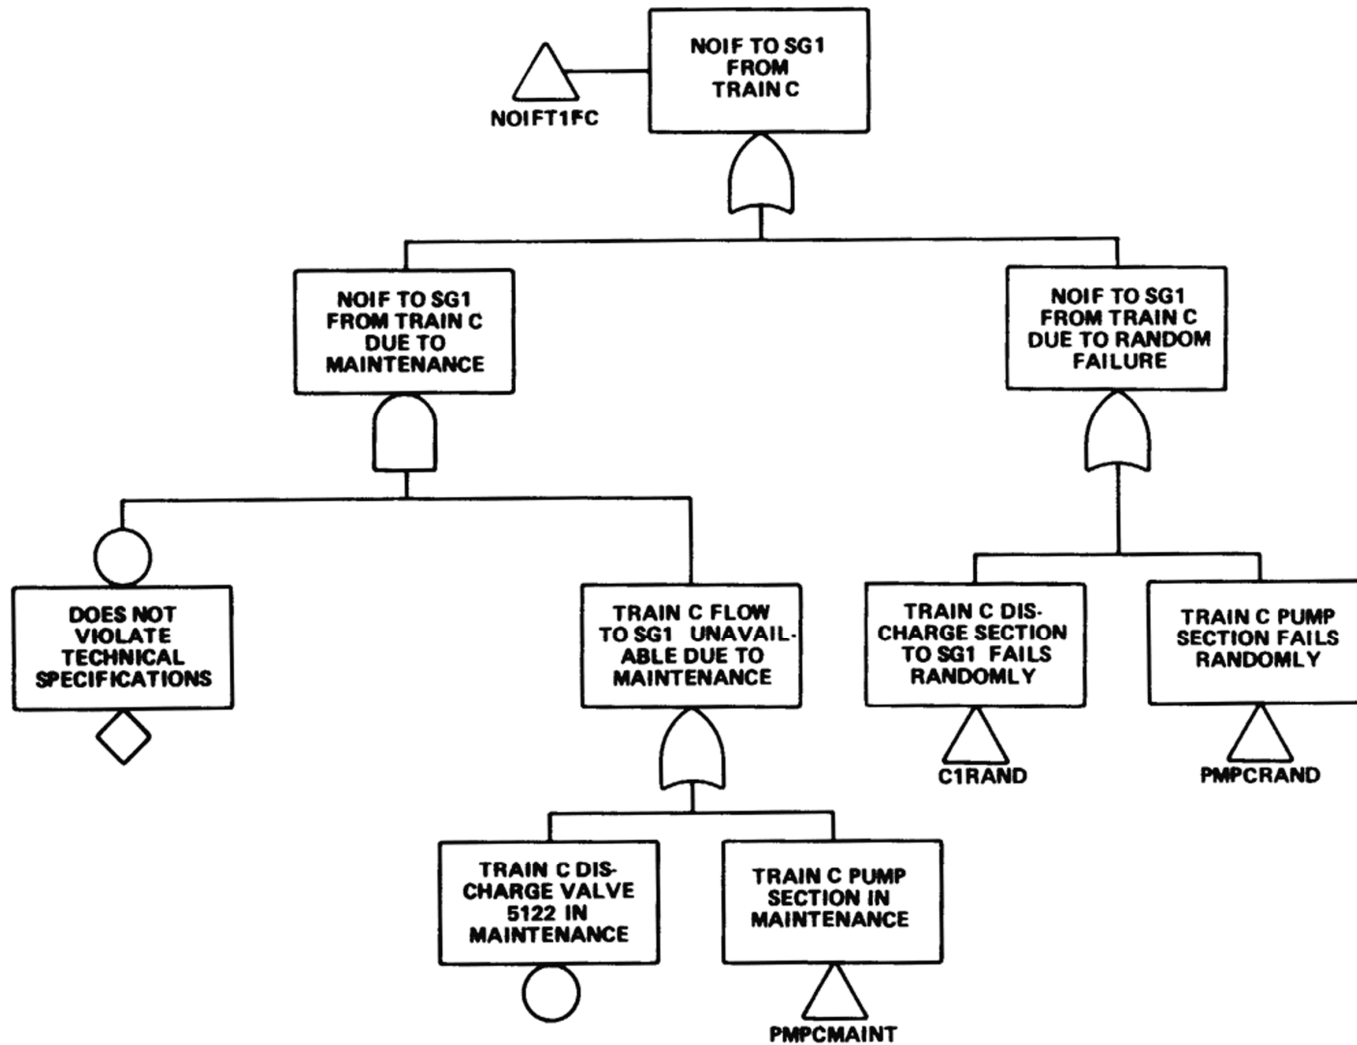 NOIF TO SG1
FROM
TRAIN C
NOIFT1FC
NOIF TO SG1
FROM TRAIN C
DUE TO
MAINTENANCE
NOIF TO SG1
FROM TRAIN C
DUE TO RANDOM
FAILURE
DOES NOT
VIOLATE
TECHNICAL
SPECIFICATIONS
TRAIN C FLOW
TO SG1 UNAVAIL-
ABLE DUE TO
MAINTENANCE
TRAIN C DIS-
CHARGE SECTION
TO SG1 FAILS
RANDOMLY
C1RAND
TRAIN C PUMP
SECTION FAILS
RANDOMLY
PMPCRAND
TRAIN C DIS-
CHARGE VALVE
5122 IN
MAINTENANCE
TRAIN C PUMP
SECTION IN
MAINTENANCE
PMPCMAINT